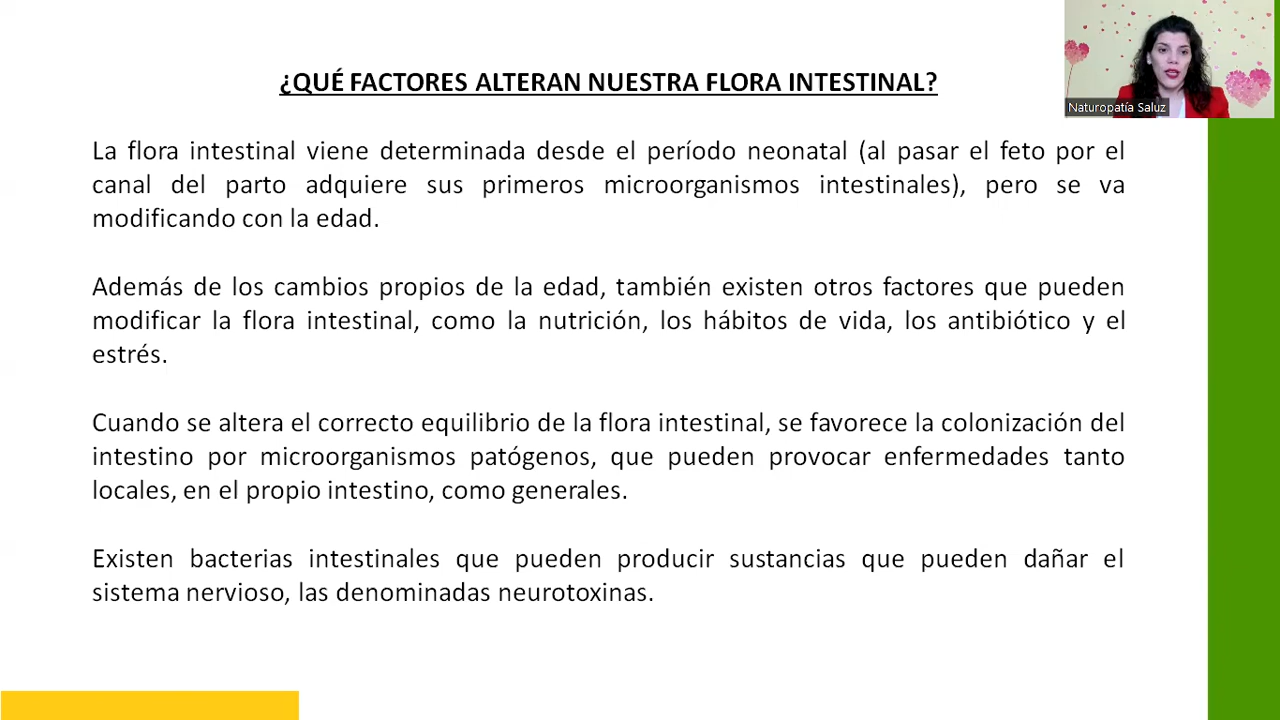 ¿QUÉ FACTORES ALTERAN NUESTRA FLORA INTESTINAL?
Naturopatía Saluz
La flora intestinal viene determinada desde el período neonatal (al pasar el feto por el
canal del parto adquiere sus primeros microorganismos intestinales), pero se va
modificando con la edad.
Además de los cambios propios de la edad, también existen otros factores que pueden
modificar la flora intestinal, como la nutrición, los hábitos de vida, los antibiótico y el
estrés.
Cuando se altera el correcto equilibrio de la flora intestinal, se favorece la colonización del
intestino por microorganismos patógenos, que pueden provocar enfermedades tanto
locales, en el propio intestino, como generales.
Existen bacterias intestinales que pueden producir sustancias que pueden dañar el
sistema nervioso, las denominadas neurotoxinas.